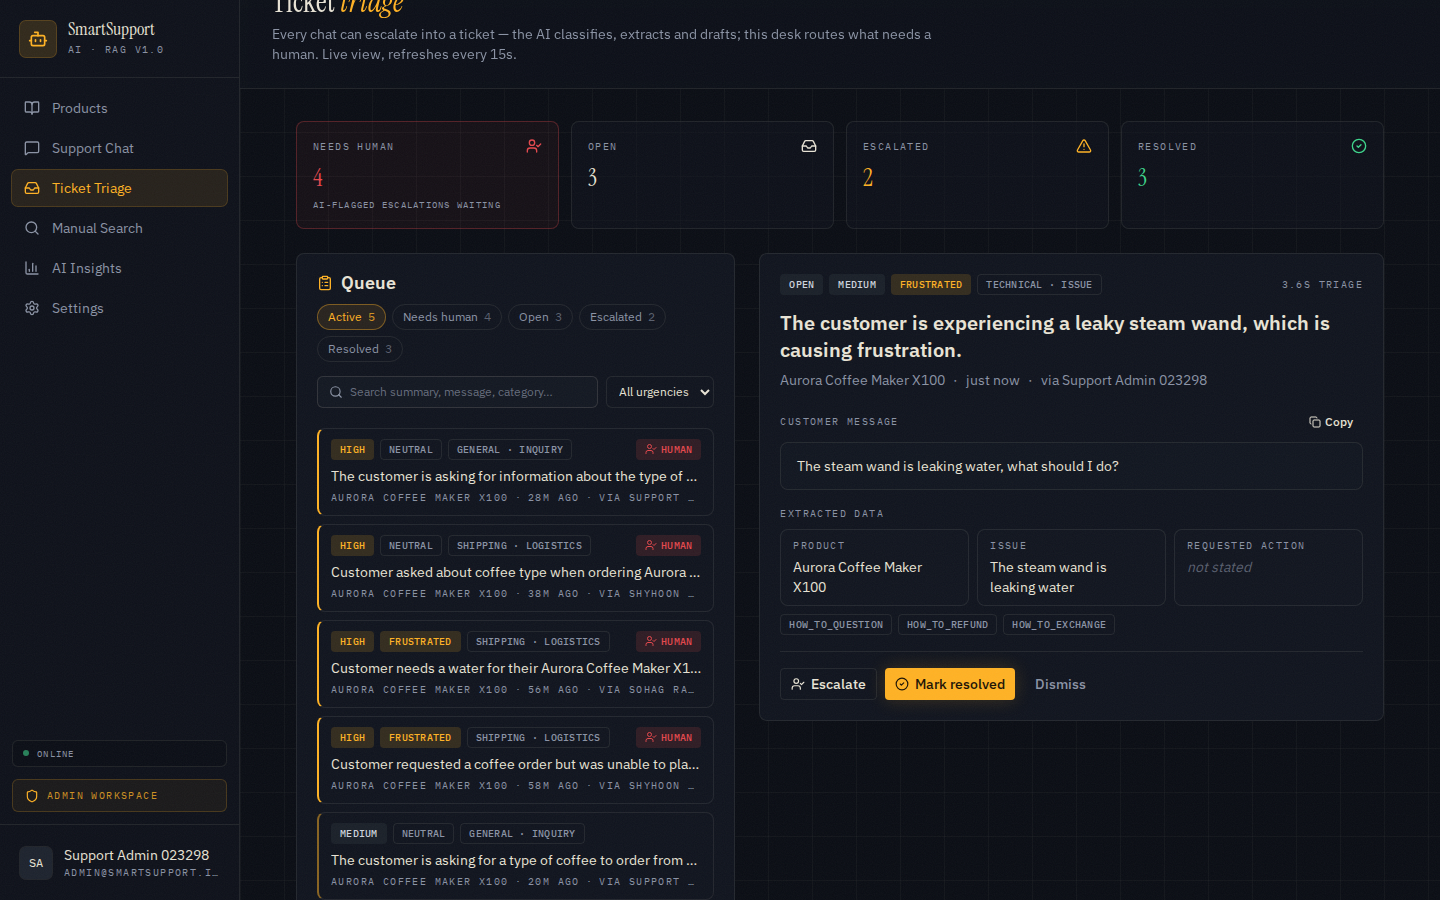 SmartSupport
AI · RAG V1.0
Products
Support Chat
Ticket Triage
Manual Search
AI Insights
Settings
ONLINE
ADMIN WORKSPACE
SA
Support Admin 023298
ADMIN@SMARTSUPPORT.I…
Ticket triage
Every chat can escalate into a ticket — the AI classifies, extracts and drafts; this desk routes what needs a
human. Live view, refreshes every 15s.
NEEDS HUMAN
4
AI-FLAGGED ESCALATIONS WAITING
OPEN
3
ESCALATED
2
RESOLVED
3
Queue
Active 5
Needs human 4
Open 3
Escalated 2
Resolved 3
Search summary, message, category…
All urgencies
HIGH NEUTRAL GENERAL · INQUIRY HUMAN
The customer is asking for information about the type of …
AURORA COFFEE MAKER X100 · 28M AGO · VIA SUPPORT …
HIGH NEUTRAL SHIPPING · LOGISTICS HUMAN
Customer asked about coffee type when ordering Aurora …
AURORA COFFEE MAKER X100 · 38M AGO · VIA SHYHOON …
HIGH FRUSTRATED SHIPPING · LOGISTICS HUMAN
Customer needs a water for their Aurora Coffee Maker X1…
AURORA COFFEE MAKER X100 · 56M AGO · VIA SOHAG RA…
HIGH FRUSTRATED SHIPPING · LOGISTICS HUMAN
Customer requested a coffee order but was unable to pla…
AURORA COFFEE MAKER X100 · 58M AGO · VIA SHYHOON …
MEDIUM NEUTRAL GENERAL · INQUIRY
The customer is asking for a type of coffee to order from …
AURORA COFFEE MAKER X100 · 20M AGO · VIA SUPPORT …
OPEN MEDIUM FRUSTRATED TECHNICAL · ISSUE 3.6S TRIAGE
The customer is experiencing a leaky steam wand, which is
causing frustration.
Aurora Coffee Maker X100 · just now · via Support Admin 023298
CUSTOMER MESSAGE
Copy
The steam wand is leaking water, what should I do?
EXTRACTED DATA
PRODUCT
Aurora Coffee Maker
X100
ISSUE
The steam wand is
leaking water
REQUESTED ACTION
not stated
HOW_TO_QUESTION HOW_TO_REFUND HOW_TO_EXCHANGE
Escalate Mark resolved Dismiss